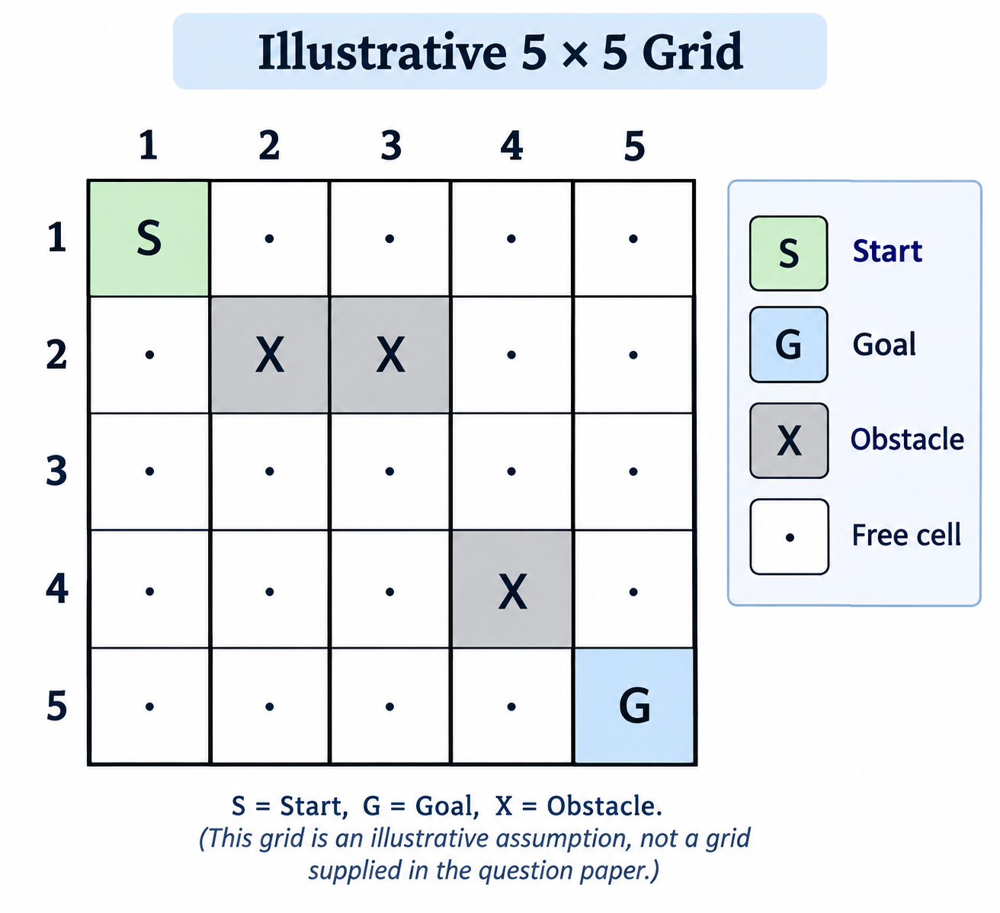 Illustrative 5 × 5 Grid
1 2 3 4 5
1 S • • • •
2 • X X • •
3 • • • • •
4 • • • X •
5 • • • • G
S Start
G Goal
X Obstacle
• Free cell
S = Start, G = Goal, X = Obstacle.
(This grid is an illustrative assumption, not a grid
supplied in the question paper.)